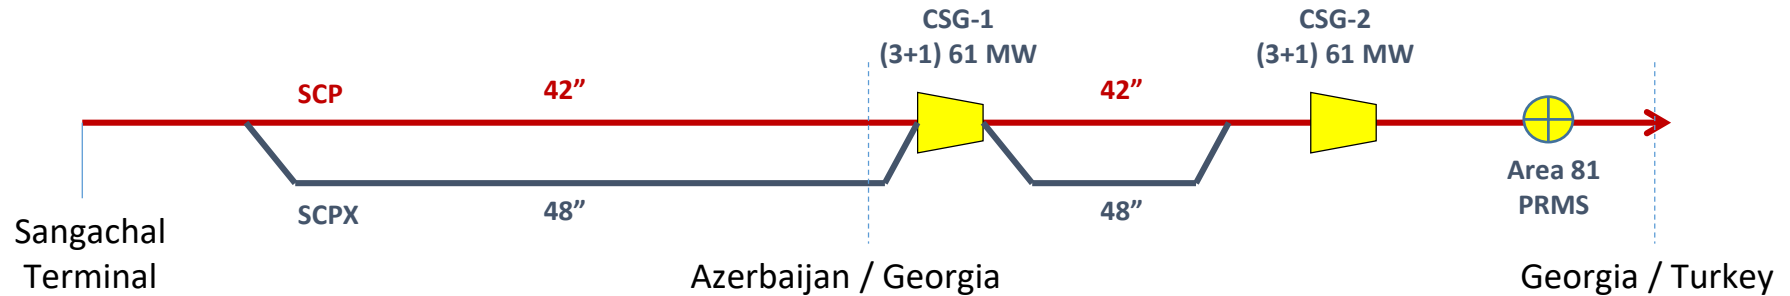 CSG-1
(3+1) 61 MW
CSG-2
(3+1) 61 MW
SCP
42”
42”
SCPX
48”
48”
Area 81
PRMS
Sangachal
Terminal
Azerbaijan / Georgia
Georgia / Turkey